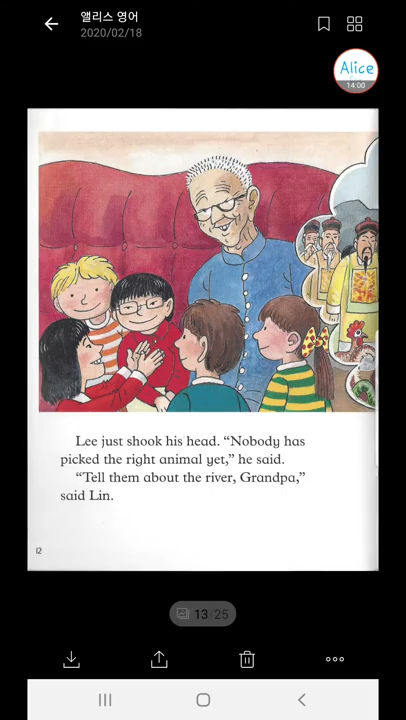 앨리스 영어
2020/02/18
Alice
14:00
Lee just shook his head. “Nobody has
picked the right animal yet,” he said.
“Tell them about the river, Grandpa,”
said Lin.
12
13/25